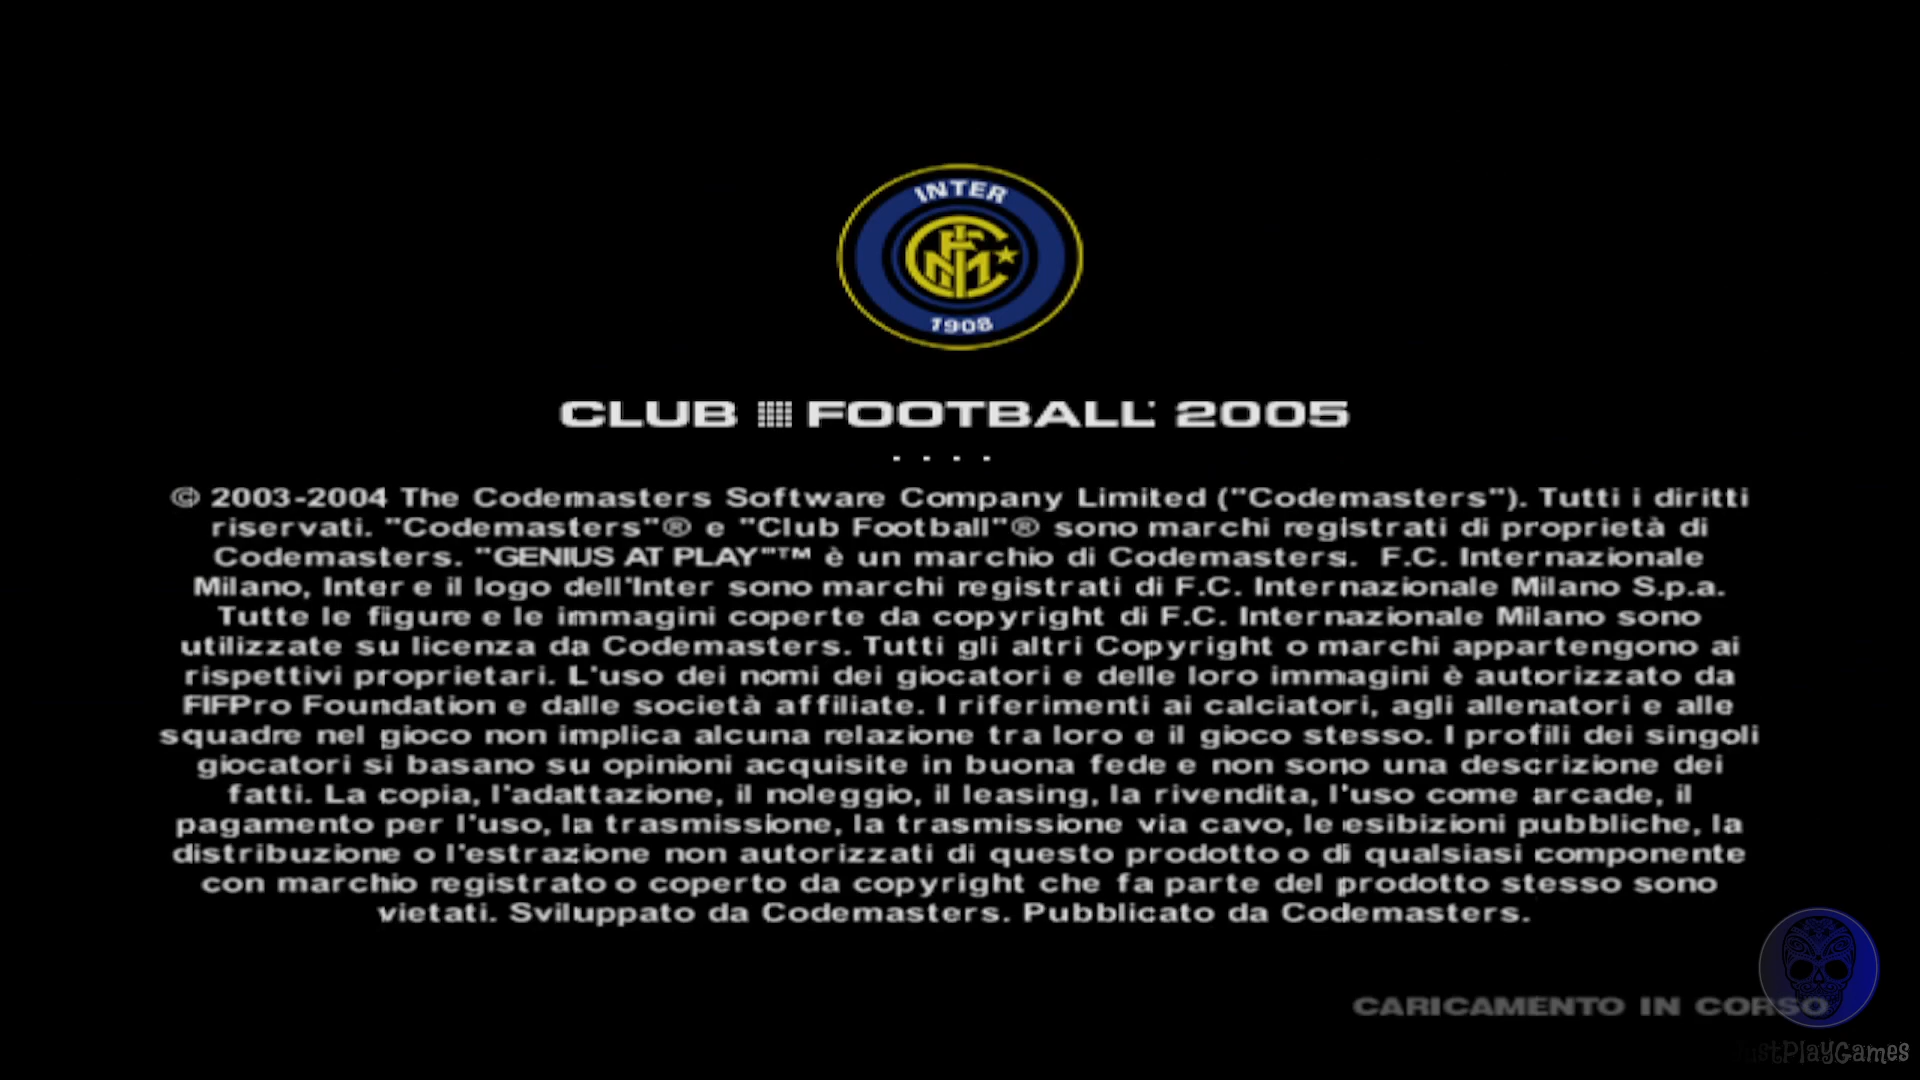 INTER
1908
CLUB FOOTBALL 2005
© 2003-2004 The Codemasters Software Company Limited ("Codemasters"). Tutti i diritti
riservati. "Codemasters"® e "Club Football"® sono marchi registrati di proprietà di
Codemasters. "GENIUS AT PLAY"™ è un marchio di Codemasters. F.C. Internazionale
Milano, Inter e il logo dell'Inter sono marchi registrati di F.C. Internazionale Milano S.p.a.
Tutte le figure e le immagini coperte da copyright di F.C. Internazionale Milano sono
utilizzate su licenza da Codemasters. Tutti gli altri Copyright o marchi appartengono ai
rispettivi proprietari. L'uso dei nomi dei giocatori e delle loro immagini è autorizzato da
FIFPro Foundation e dalle società affiliate. I riferimenti ai calciatori, agli allenatori e alle
squadre nel gioco non implica alcuna relazione tra loro e il gioco stesso. I profili dei singoli
giocatori si basano su opinioni acquisite in buona fede e non sono una descrizione dei
fatti. La copia, l'adattazione, il noleggio, il leasing, la rivendita, l'uso come arcade, il
pagamento per l'uso, la trasmissione, la trasmissione via cavo, le esibizioni pubbliche, la
distribuzione o l'estrazione non autorizzati di questo prodotto o di qualsiasi componente
con marchio registrato o coperto da copyright che fa parte del prodotto stesso sono
vietati. Sviluppato da Codemasters. Pubblicato da Codemasters.
CARICAMENTO IN CORSO